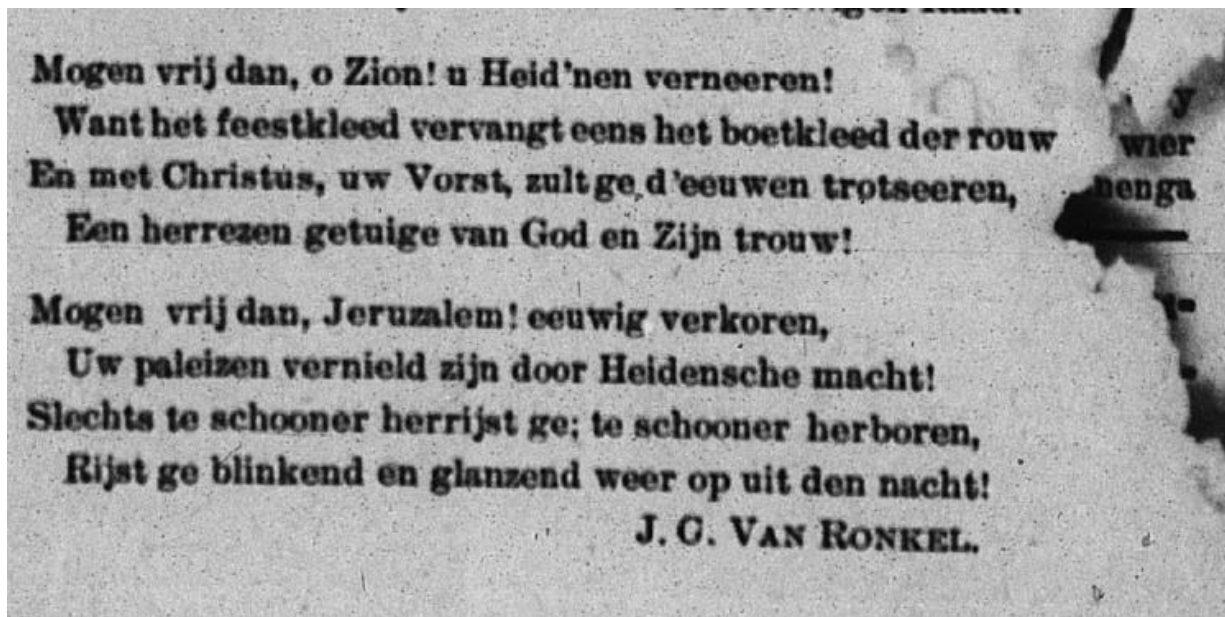 Mogen vrij dan, o Zion! u Heid'nen verneeren!
Want het feestkleed vervangt eens het boetkleed der rouw
En met Christus, uw Vorst, zult ge d'eeuwen trotseeren,
Een herrezen getuige van God en Zijn trouw!
Mogen vrij dan, Jeruzalem! eeuwig verkoren,
Uw paleizen vernield zijn door Heidensche macht!
Slechts te schooner herrijst ge; te schooner herboren,
Rijst ge blinkend en glanzend weer op uit den nacht!
J. C. VAN RONKEL.
y
wier
nenga